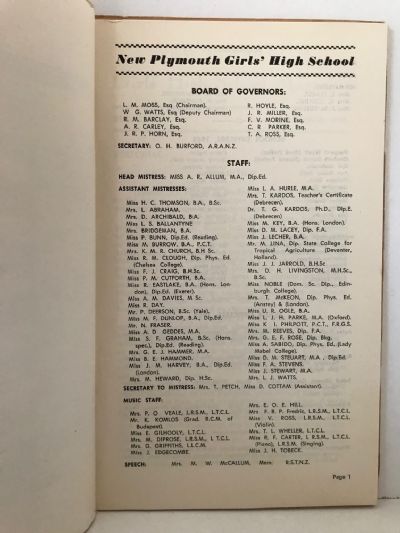 New Plymouth Girls' High School
BOARD OF GOVERNORS:
L. M. MOSS, Esq (Chairman).
W G. WATTS, Esq (Deputy Chairman)
R. M. BARCLAY, Esq.
A. R. CARLEY, Esq.
J. R. P. HORN, Esq.
R. HOYLE, Esq.
J. R. MILLER, Esq.
F. V. MORINE, Esq.
C. R. PARKER, Esq.
T. A. ROSS, Esq.
SECRETARY: O. H. BURFORD, A.R.A.N.Z.
STAFF:
HEAD MISTRESS: MISS A. R. ALLUM, M.A., Dip.Ed.
ASSISTANT MISTRESSES:
Miss H. C. THOMSON, B.A., B.Sc.
Mrs. L. ABRAHAM.
Mrs. D. ARCHIBALD, B.A.
Miss L. S. BALLANTYNE
Mrs. BRIDGEMAN, B.A.
Miss P. BUNN, Dip.Ed. (Reading).
Miss M. BURROW, B.A., P.C.T.
Mrs. K. M. R. CHURCH, B.H Sc
Miss R. M. CLOUGH, Dip. Phys. Ed.
(Chelsea College).
Miss F. J. CRAIG, B.H.Sc.
Miss P. M. CUTFORTH, B.A.
Miss R. EASTLAKE, B.A. (Hons. Lon-
don), Dip.Ed. (Exeter).
Miss A. M. DAVIES, M Sc.
Miss R. DAY.
Mr. P. DEERSON, B.Sc. (Yale).
Miss M. F. DUNLOP, B.A., Dip.Ed.
Mr. N. FRASER.
Miss A. D. GEDDES, M.A.
Miss S. F. GRAHAM, B.Sc. (Hons.
spec.), Dip.Ed. (Reading).
Mrs. G. E. J. HAMMER, M.A.
Miss B. E. HAMMOND.
Miss J. M. HARVEY, B.A., Dip.Ed
(London).
Mrs. M. HEWARD, Dip. H.Sc.
Miss L. A. HURLE, M.A.
Mrs. T. KARDOS, Teacher's Certificate
(Debrecen).
Dr. T. G. KARDOS, Ph.D., Dip.E.
(Debrecen)
Miss M. KEY, B.A. (Hons. London).
Miss D. M. LACEY, Dip. F.A.
Miss J. LECHER, B.A.
Mr. M. JINA, Dip. State College for
Tropical Agriculture (Deventer,
Holland).
Miss J. J. JARROLD, B.H.Sc
Mrs. D. H. LIVINGSTON, M.H.Sc.,
B.Sc.
Miss NOBLE (Dom. Sc. Dip., Edin-
burgh College).
Mrs. T. McKEON, Dip. Phys. Ed.
(Anstey) & (London).
Miss U. R. OGLE, B.A.
Miss L. J. H. PARKE, M.A. (Oxford).
Miss K I. PHILPOTT, P.C.T., F.R.G.S.
Mrs. M. REEVES, Dip. F.A.
Mrs. G. E. F. ROSE, Dip. Bkg.
Miss A. SABIDO, Dip. Phys. Ed., (Lady
Mabel College).
Miss D. M. STEUART, M.A., Dip.Ed.
Miss F. A. STEVENS.
Miss J. STEWART, M.A.
Mrs. L. J. WATTS.
SECRETARY TO MISTRESS: Mrs. T. PETCH, Miss D. COTTAM (Assistant).
MUSIC STAFF:
Mrs. P. O. VEALE, L.R.S.M., L.T.C.L.
Mr. K. KOMLOS (Grad. R.C.M. of
Budapest).
Miss E. GILHOOLY, L.T.C.L.
Mrs. M. DIPROSE, L.R.S.M., L.T.C.L.
Mrs. G. GRIFFITHS, L.L.C.M.
Miss J. EDGECOMBE.
Mrs. E. O. E. HILL.
Mr. F. R. P. Fredric, L.R.S.M., L.T.C.L.
Miss V. ROSS, L.R.S.M., L.T.C.L.
(Violin).
Mrs. T. L. WHELLER, L.T.C.L.
Miss R. F. CARTER, L.R.S.M., L.T.C.L.
(Piano), L.R.S.M. (Singing).
Miss J. H. TOBECK.
SPEECH: Mrs. M. W. McCALLUM, Mem. R.S.T.N.Z.
Page 1